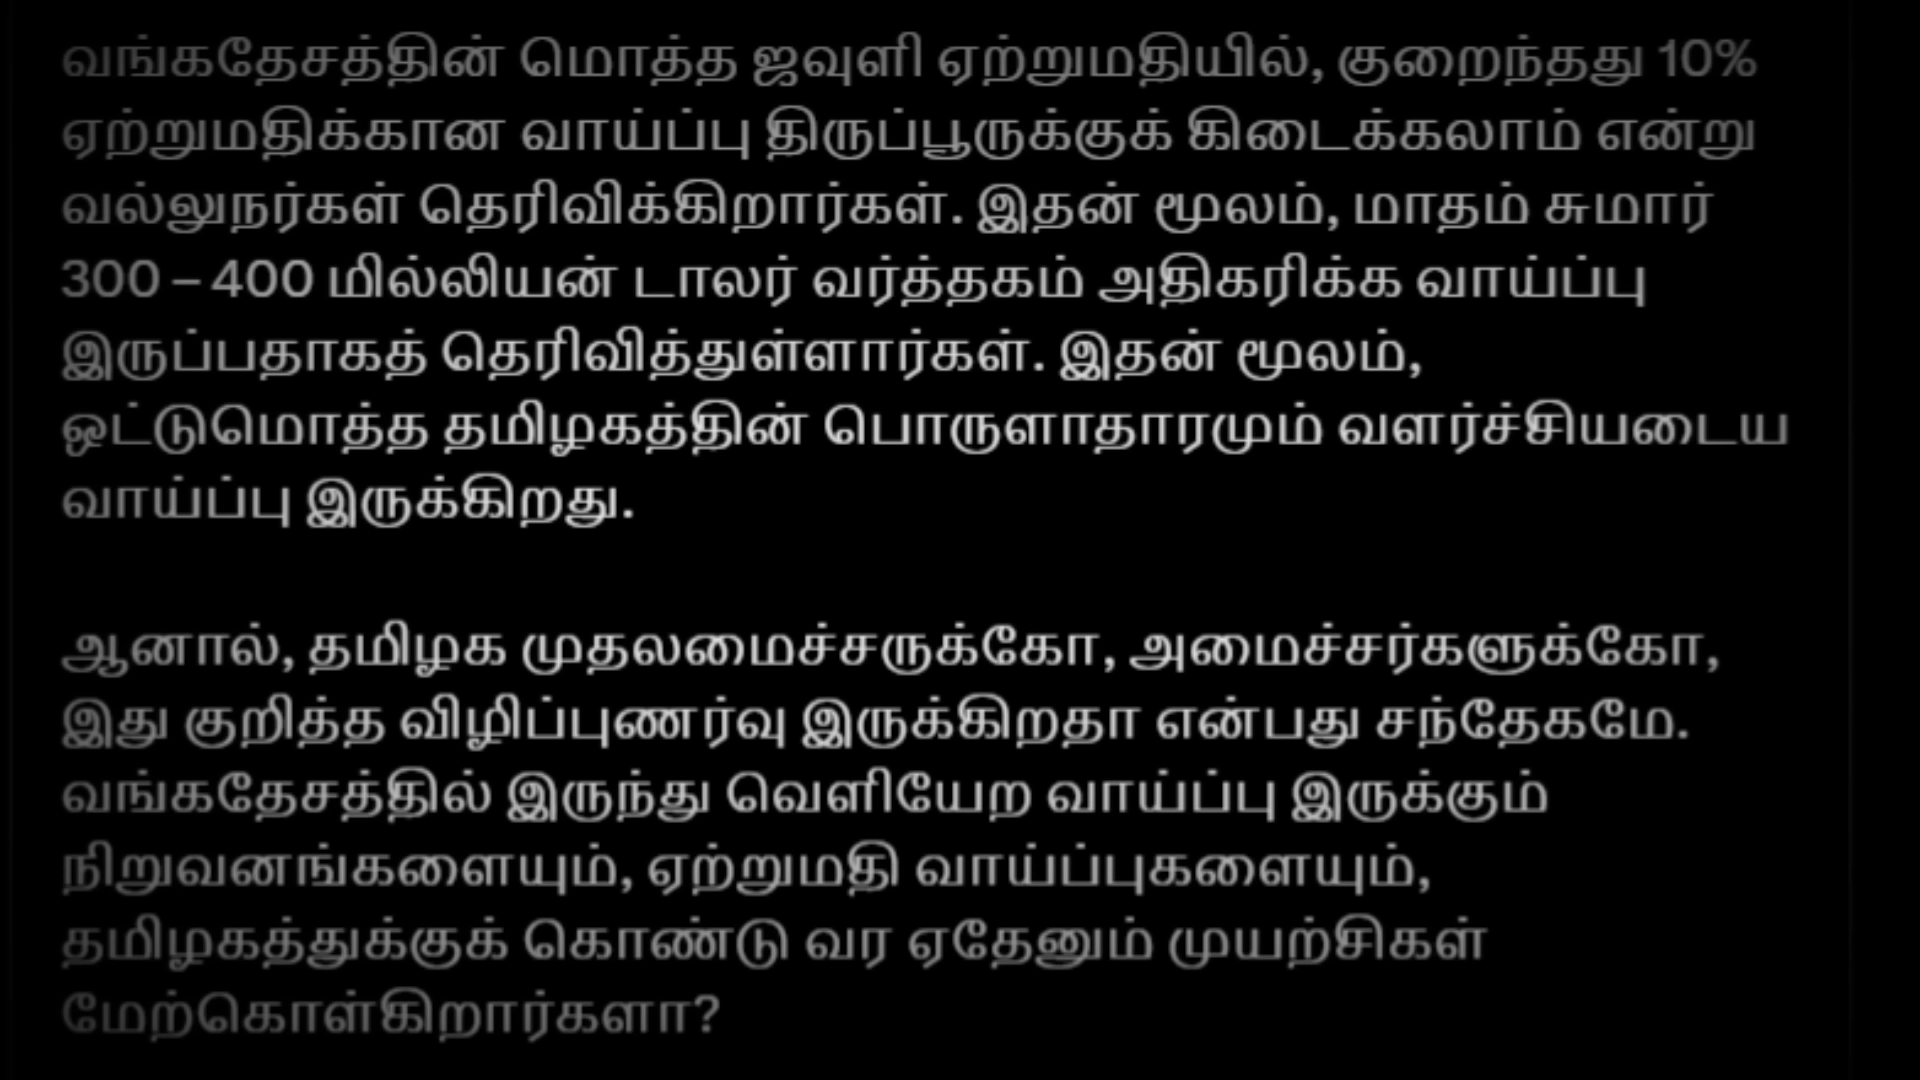 வங்கதேசத்தின் மொத்த ஜவுளி ஏற்றுமதியில், குறைந்தது 10%
ஏற்றுமதிக்கான வாய்ப்பு திருப்பூருக்குக் கிடைக்கலாம் என்று
வல்லுநர்கள் தெரிவிக்கிறார்கள். இதன் மூலம், மாதம் சுமார்
300 – 400 மில்லியன் டாலர் வர்த்தகம் அதிகரிக்க வாய்ப்பு
இருப்பதாகத் தெரிவித்துள்ளார்கள். இதன் மூலம்,
ஒட்டுமொத்த தமிழகத்தின் பொருளாதாரமும் வளர்ச்சியடைய
வாய்ப்பு இருக்கிறது.
ஆனால், தமிழக முதலமைச்சருக்கோ, அமைச்சர்களுக்கோ,
இது குறித்த விழிப்புணர்வு இருக்கிறதா என்பது சந்தேகமே.
வங்கதேசத்தில் இருந்து வெளியேற வாய்ப்பு இருக்கும்
நிறுவனங்களையும், ஏற்றுமதி வாய்ப்புகளையும்,
தமிழகத்துக்குக் கொண்டு வர ஏதேனும் முயற்சிகள்
மேற்கொள்கிறார்களா?